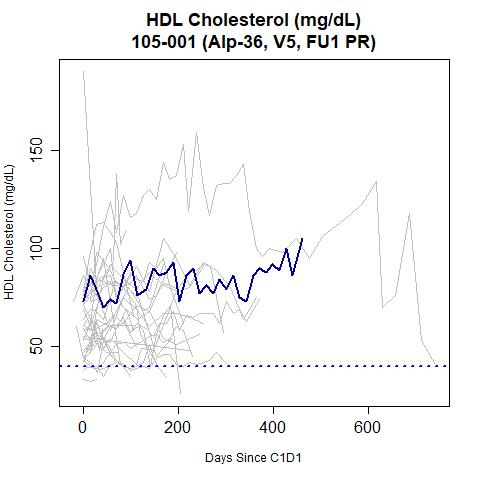 HDL Cholesterol (mg/dL)
105-001 (Alp-36, V5, FU1 PR)
HDL Cholesterol (mg/dL)
150
100
50
0
200
400
600
Days Since C1D1